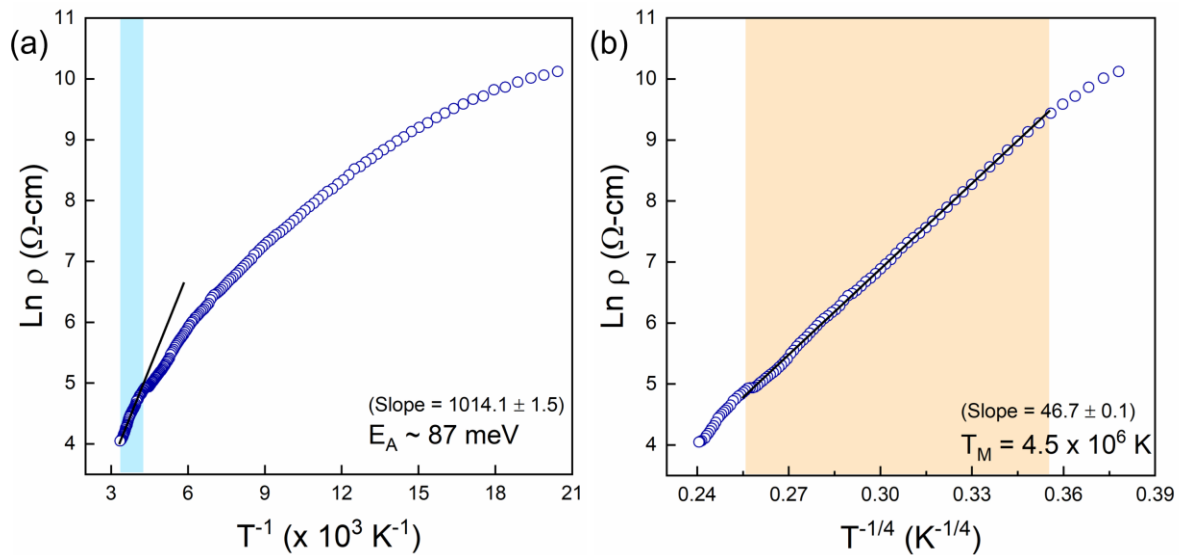 (a)
11
10
9
8
7
6
5
4
Ln ρ (Ω-cm)
(Slope = 1014.1 ± 1.5)
E_A ~ 87 meV
3 6 9 12 15 18 21
T⁻¹ (x 10³ K⁻¹)
(b)
11
10
9
8
7
6
5
4
Ln ρ (Ω-cm)
(Slope = 46.7 ± 0.1)
T_M = 4.5 x 10⁶ K
0.24 0.27 0.30 0.33 0.36 0.39
T⁻¹/⁴ (K⁻¹/⁴)